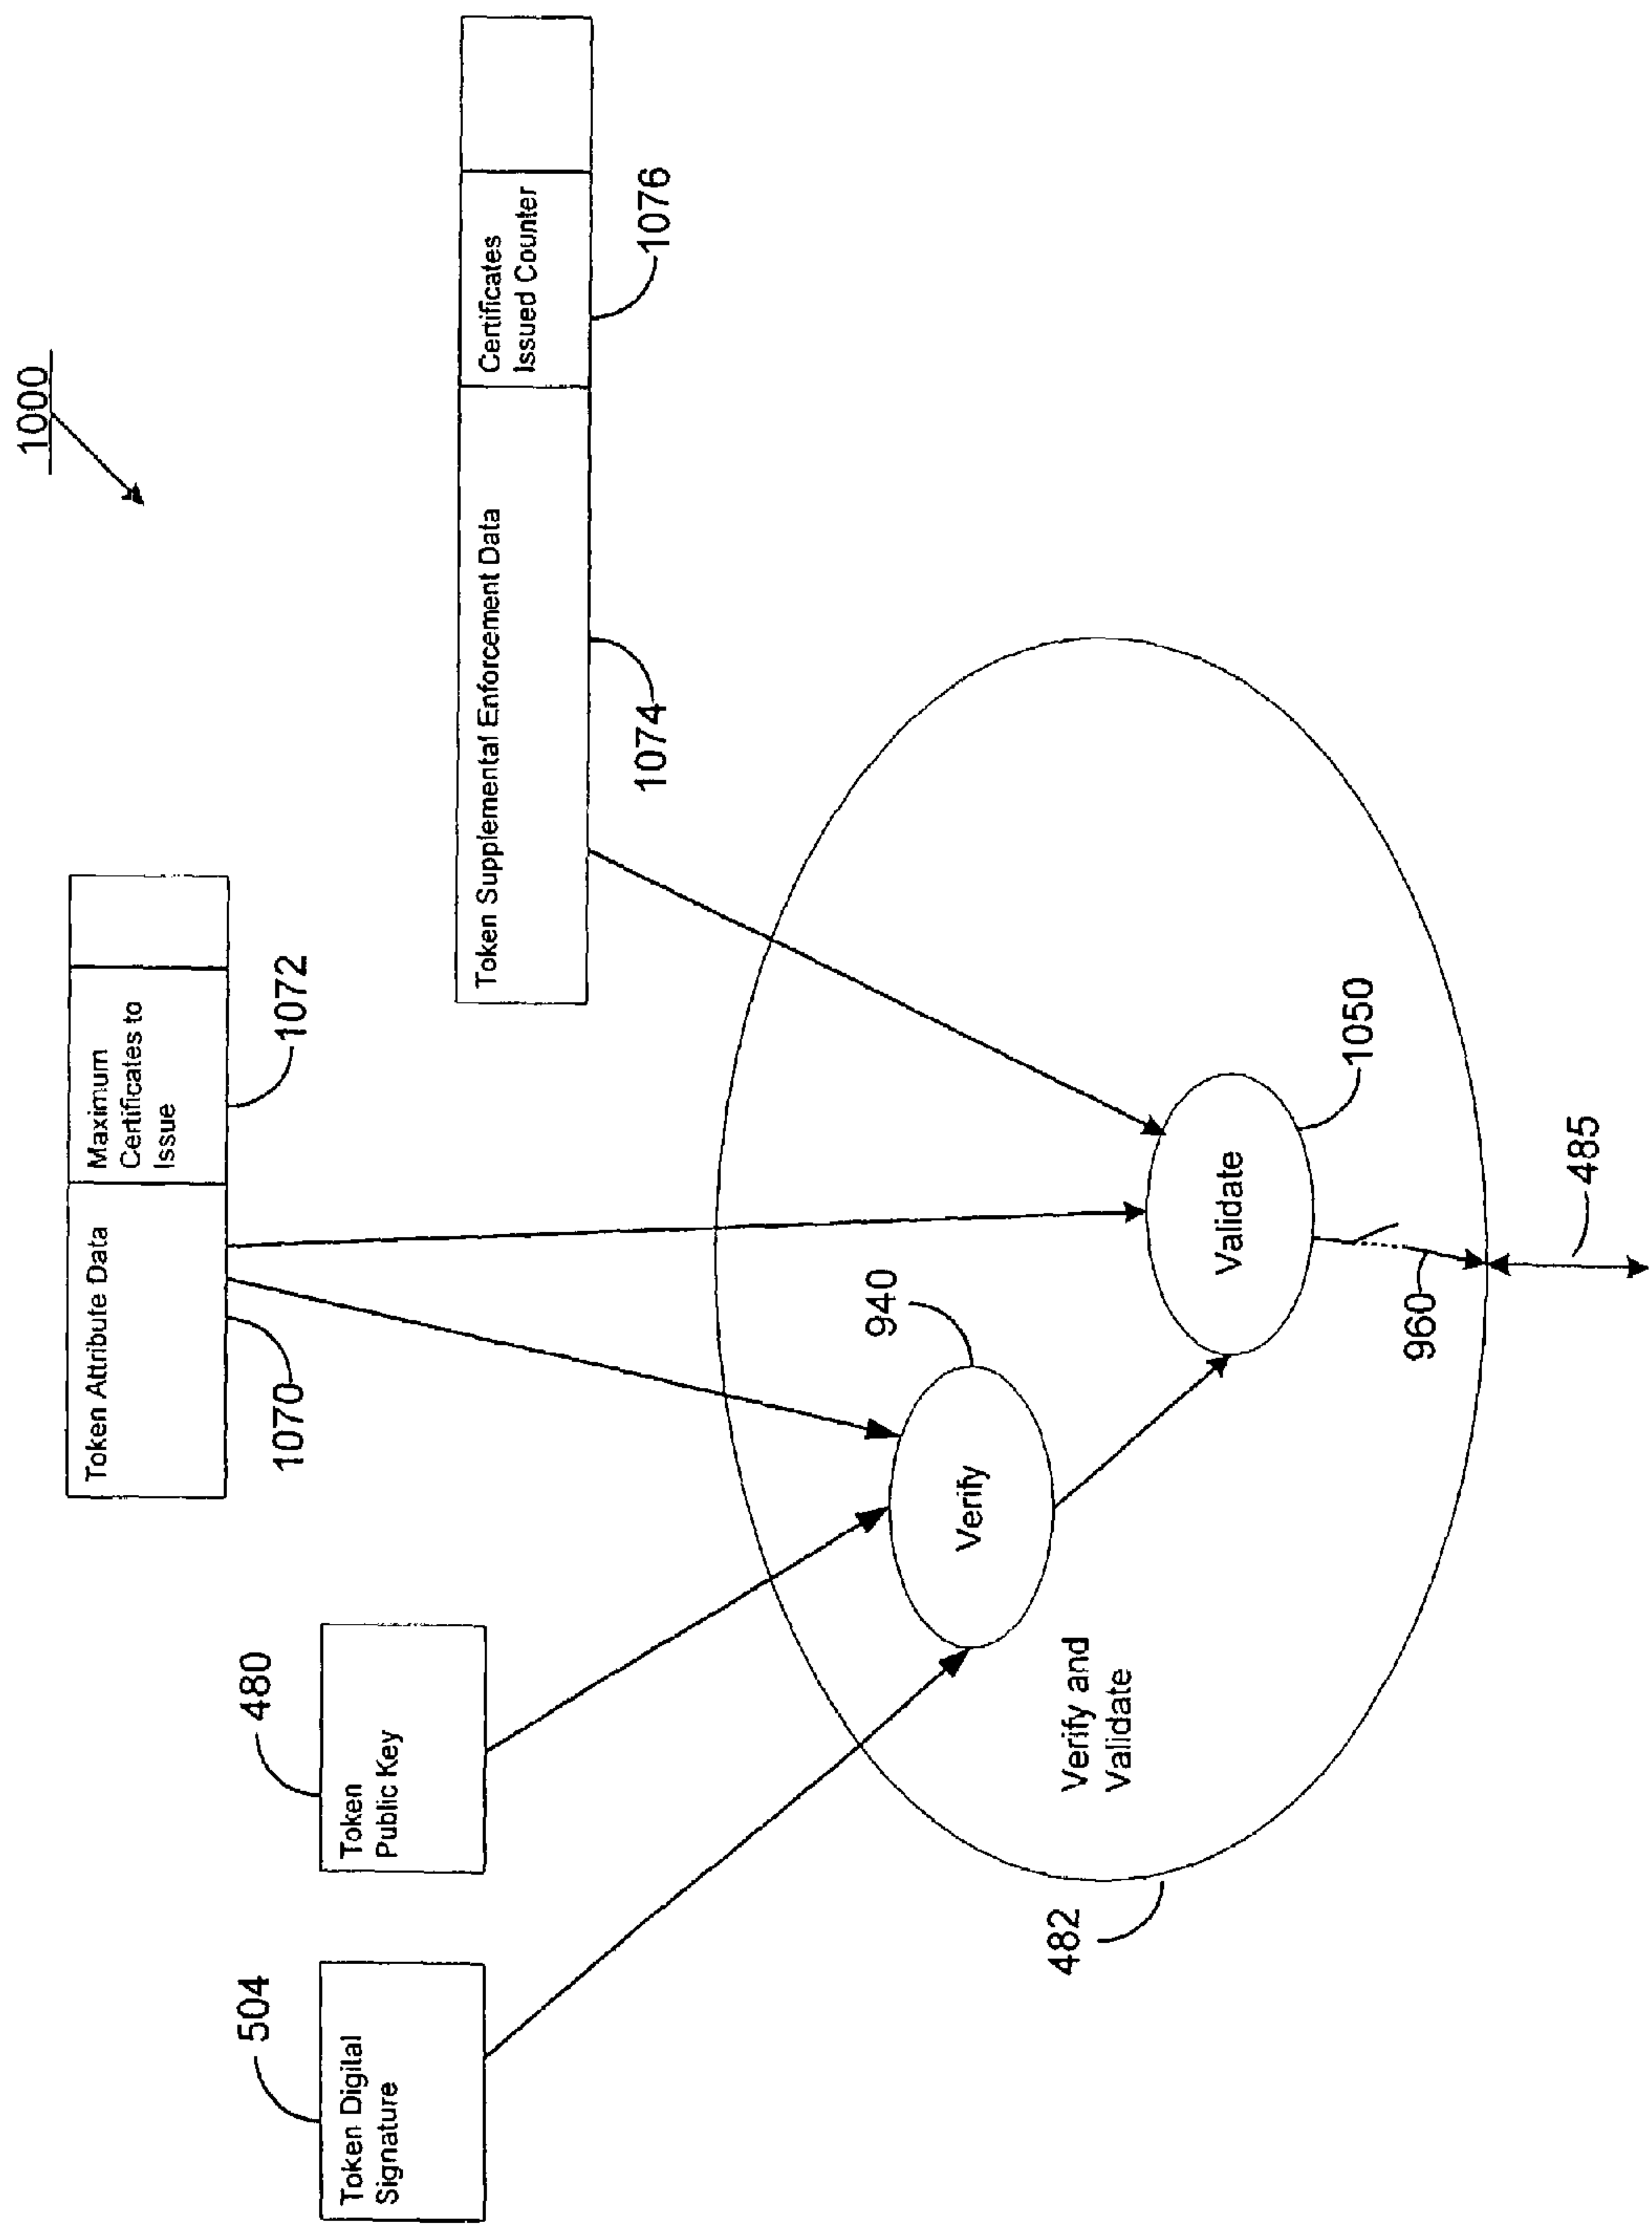 1000
Token Attribute Data
Maximum
Certificates to
Issue
1070
1072
504
480
Token Digital
Signature
Token
Public Key
Token Supplemental Enforcement Data
Certificates
Issued Counter
1074
1076
940
Verify
Validate
1050
Verify and
Validate
482
960
485